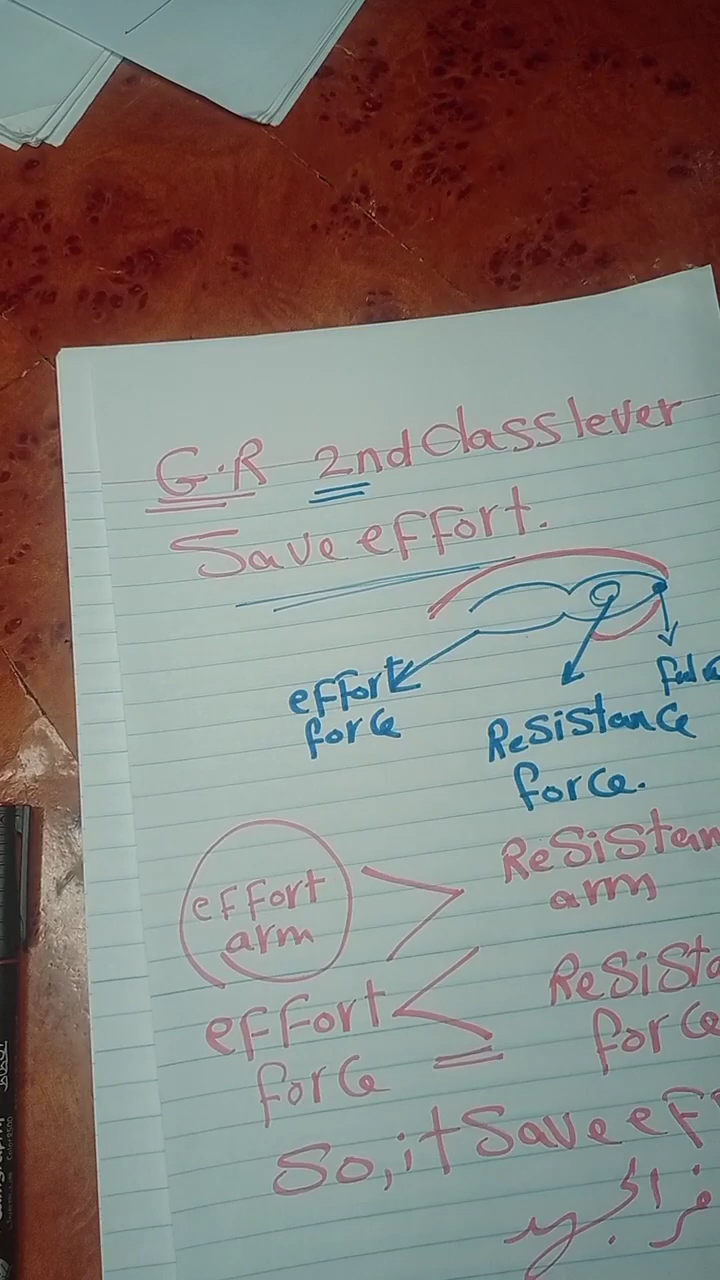 G.R 2nd Class lever
Save effort.
effort
force
Resistance
force.
effort
arm
>
Resistan
arm
effort
force
<
Resista
force
So, it Save eff